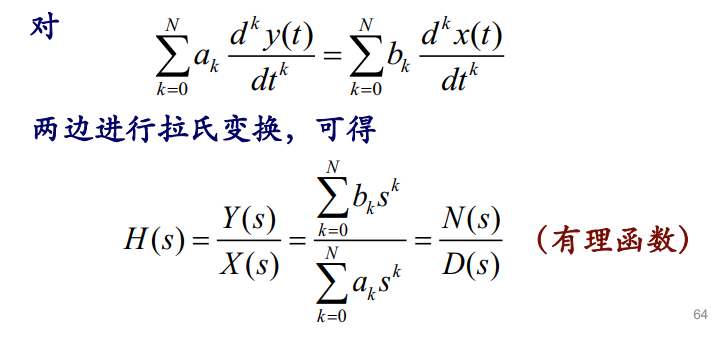 对
$$\sum_{k=0}^{N} a_k \frac{d^k y(t)}{dt^k} = \sum_{k=0}^{N} b_k \frac{d^k x(t)}{dt^k}$$
两边进行拉氏变换，可得
$$H(s) = \frac{Y(s)}{X(s)} = \frac{\sum_{k=0}^{N} b_k s^k}{\sum_{k=0}^{N} a_k s^k} = \frac{N(s)}{D(s)}$$ （有理函数）
64